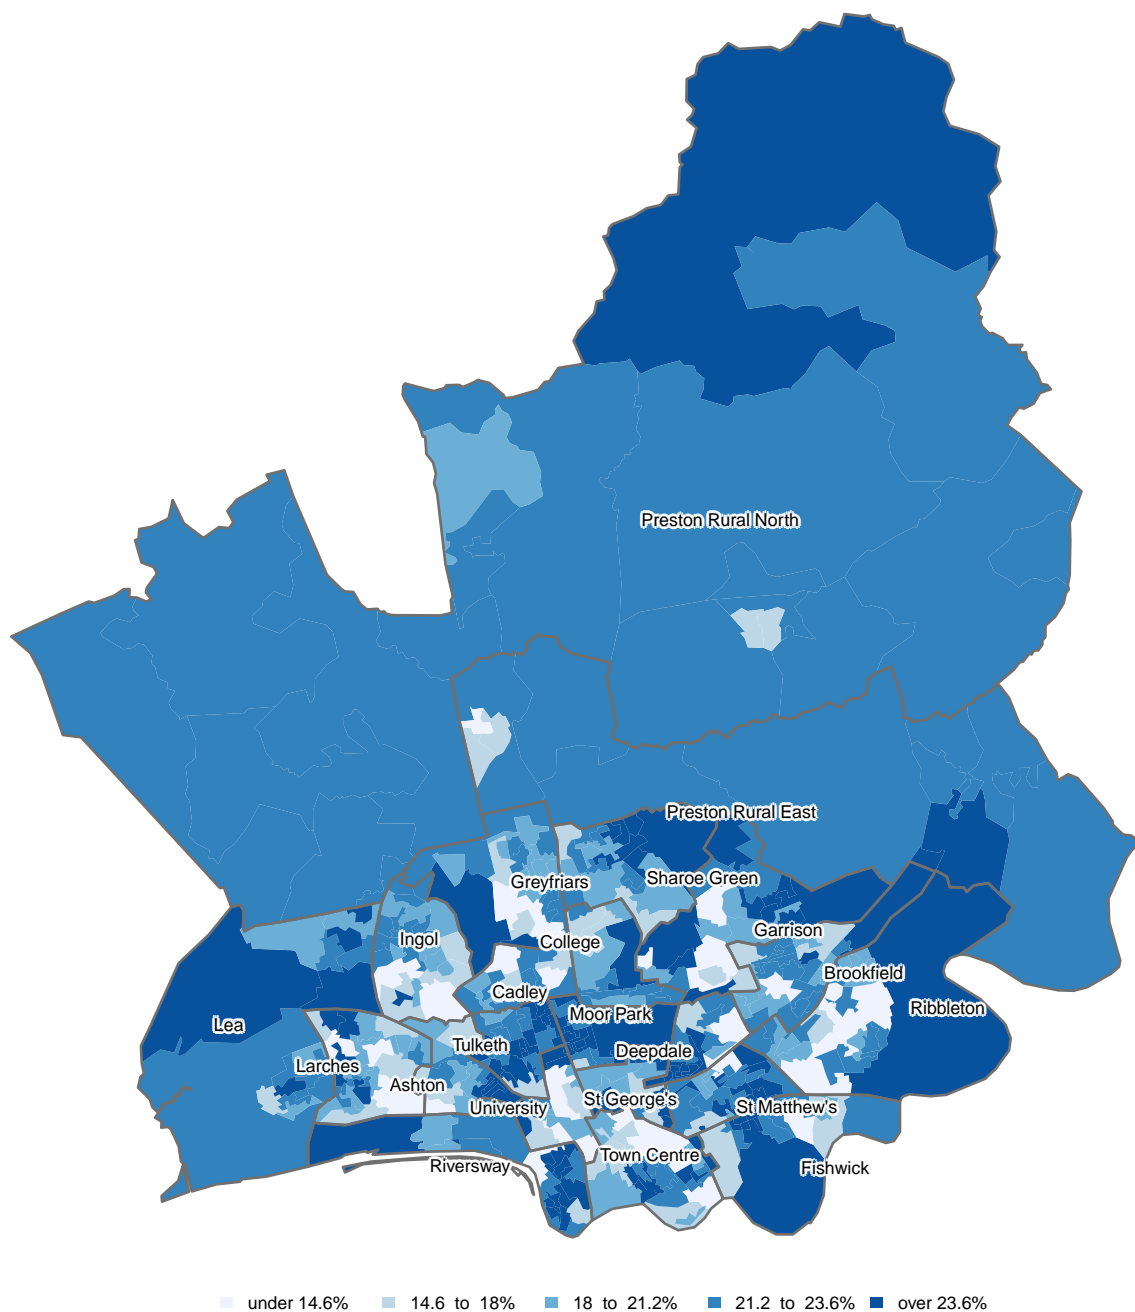 Preston Rural North
Preston Rural East
Greyfriars
Sharoe Green
Garrison
Ingol
College
Brookfield
Cadley
Ribbleton
Moor Park
Lea
Tulketh
Deepdale
Larches
Ashton
St George's
University
St Matthew's
Town Centre
Riversway
Fishwick
under 14.6% 14.6 to 18% 18 to 21.2% 21.2 to 23.6% over 23.6%